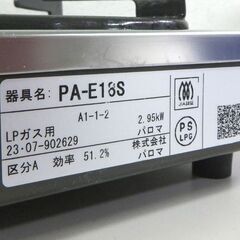 器具名: PA-E18S
A1-1-2 2.95kW
LPガス用 パロマ
23·07-902629 株式会社
区分A 効率 51.2% パロマ
PS
LPG